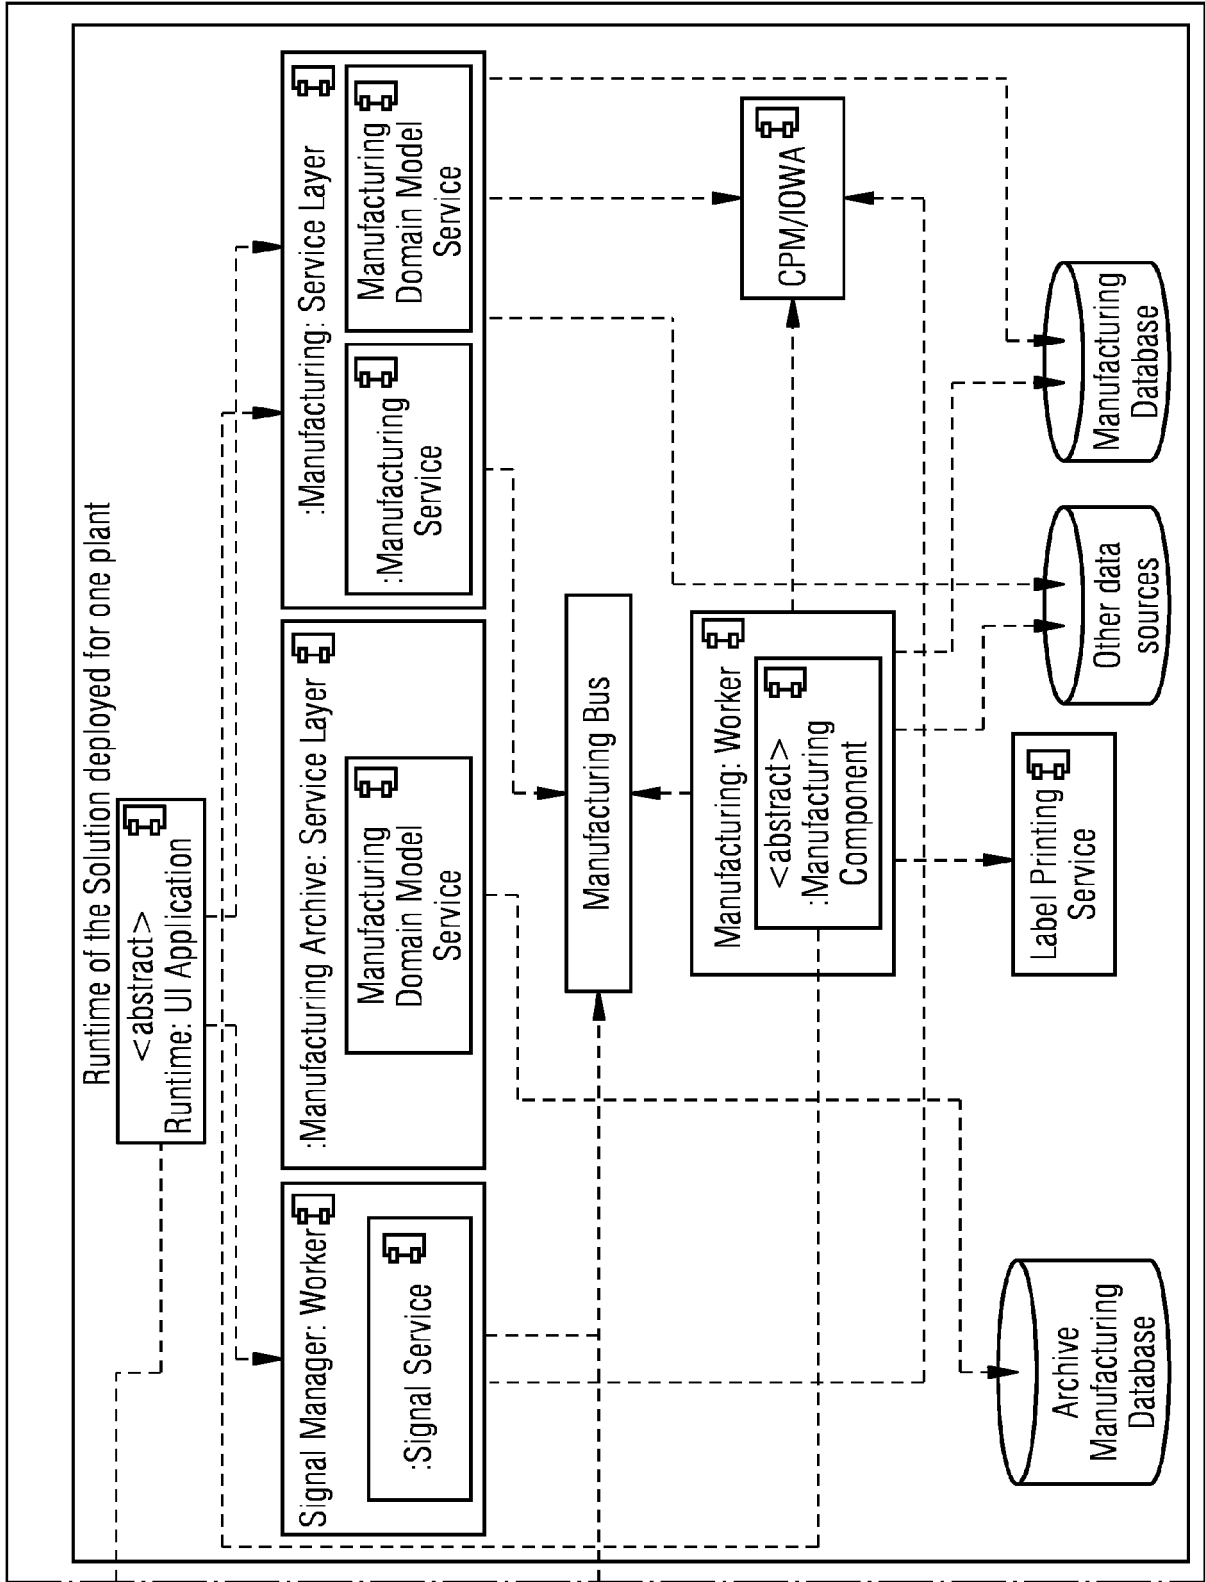 Runtime of the Solution deployed for one plant
<abstract>
Runtime: UI Application
Signal Manager: Worker
:Signal Service
:Manufacturing Archive: Service Layer
Manufacturing
Domain Model
Service
:Manufacturing: Service Layer
:Manufacturing
Service
Manufacturing
Domain Model
Service
Manufacturing Bus
Manufacturing: Worker
<abstract>
:Manufacturing
Component
CPM/IOWA
Archive
Manufacturing
Database
Label Printing
Service
Other data
sources
Manufacturing
Database